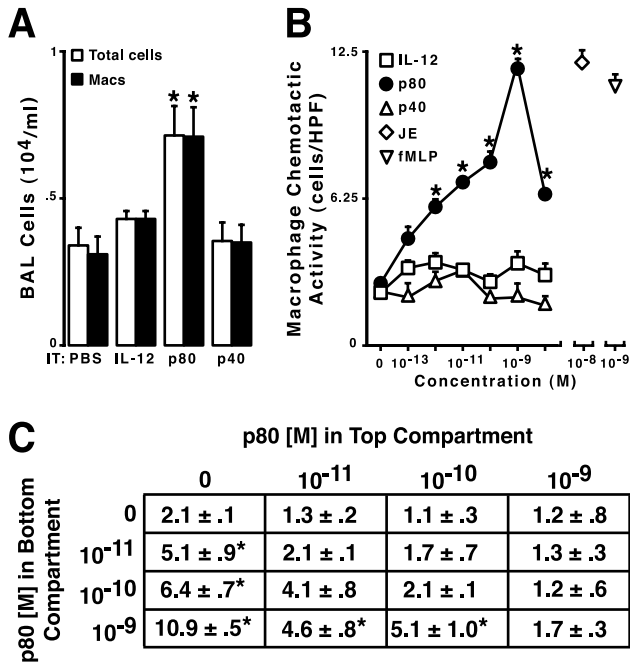 A
1
.5
0
BAL Cells (10⁴/ml)
Total cells
Macs
* *
IT: PBS IL-12 p80 p40
B
12.5
6.25
0
Macrophage Chemotactic
Activity (cells/HPF)
IL-12
p80
p40
JE
fMLP
* * * * *
0 10⁻¹³ 10⁻¹¹ 10⁻⁹ 10⁻⁸ 10⁻⁹
Concentration (M)
C
p80 [M] in Top Compartment
p80 [M] in Bottom
Compartment
0 10⁻¹¹ 10⁻¹⁰ 10⁻⁹
0 2.1 ± .1 1.3 ± .2 1.1 ± .3 1.2 ± .8
10⁻¹¹ 5.1 ± .9* 2.1 ± .1 1.7 ± .7 1.3 ± .3
10⁻¹⁰ 6.4 ± .7* 4.1 ± .8 2.1 ± .1 1.2 ± .6
10⁻⁹ 10.9 ± .5* 4.6 ± .8* 5.1 ± 1.0* 1.7 ± .3